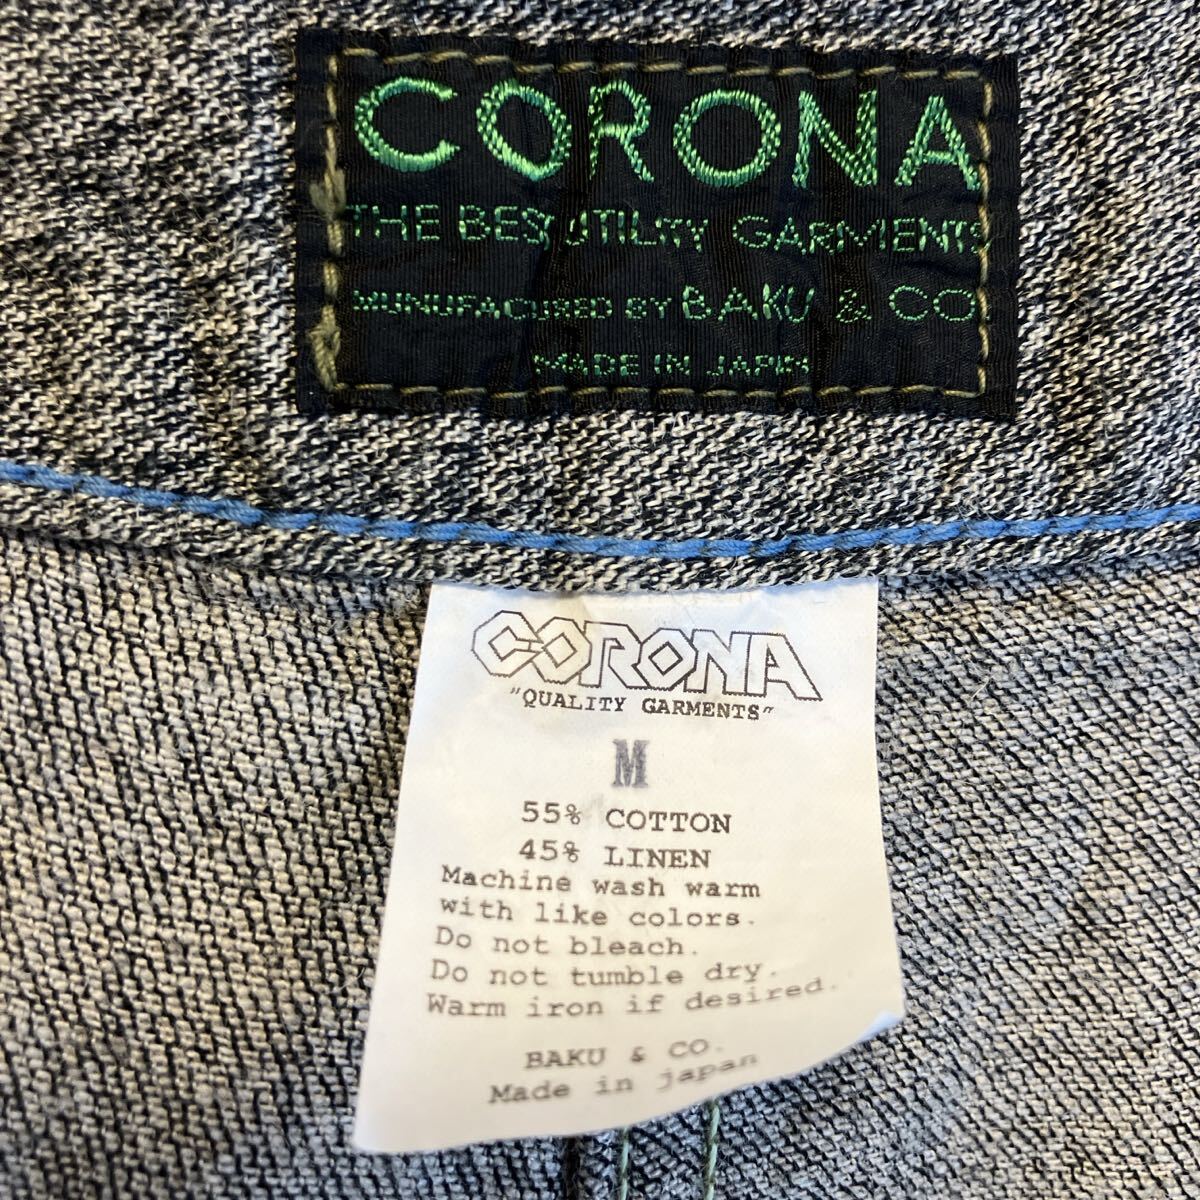 CORONA
THE BEST UTILITY GARMENTS
MUNUFACTURED BY BAKU & CO
MADE IN JAPAN
CORONA
"QUALITY GARMENTS"
M
55% COTTON
45% LINEN
Machine wash warm
with like colors.
Do not bleach.
Do not tumble dry.
Warm iron if desired.
BAKU & CO.
Made in japan